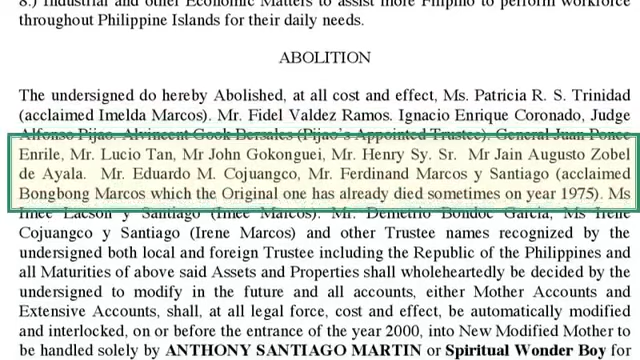 8.) Industrial and other Economic Matters to assist more Filipino to perform workforce
throughout Philippine Islands for their daily needs.
ABOLITION
The undersigned do hereby Abolished, at all cost and effect, Ms. Patricia R. S. Trinidad
(acclaimed Imelda Marcos). Mr. Fidel Valdez Ramos. Ignacio Enrique Coronado, Judge
Alfonso Pijao. Alvincent Gook Bersales (Pijao's Appointed Trustee). General Juan Ponce
Enrile, Mr. Lucio Tan, Mr John Gokonguei, Mr. Henry Sy. Sr. Mr Jain Augusto Zobel
de Ayala. Mr. Eduardo M. Cojuangco, Mr. Ferdinand Marcos y Santiago (acclaimed
Bongbong Marcos which the Original one has already died sometimes on year 1975). Ms
Imee Lacson y Santiago (Imee Marcos). Mr. Demetrio Bondoc Garcia, Ms Irene
Cojuangco y Santiago (Irene Marcos) and other Trustee names recognized by the
undersigned both local and foreign Trustee including the Republic of the Philippines and
all Maturities of above said Assets and Properties shall wholeheartedly be decided by the
undersigned to modify in the future and all accounts, either Mother Accounts and
Extensive Accounts, shall, at all legal force, cost and effect, be automatically modified
and interlocked, on or before the entrance of the year 2000, into New Modified Mother to
be handled solely by ANTHONY SANTIAGO MARTIN or Spiritual Wonder Boy for